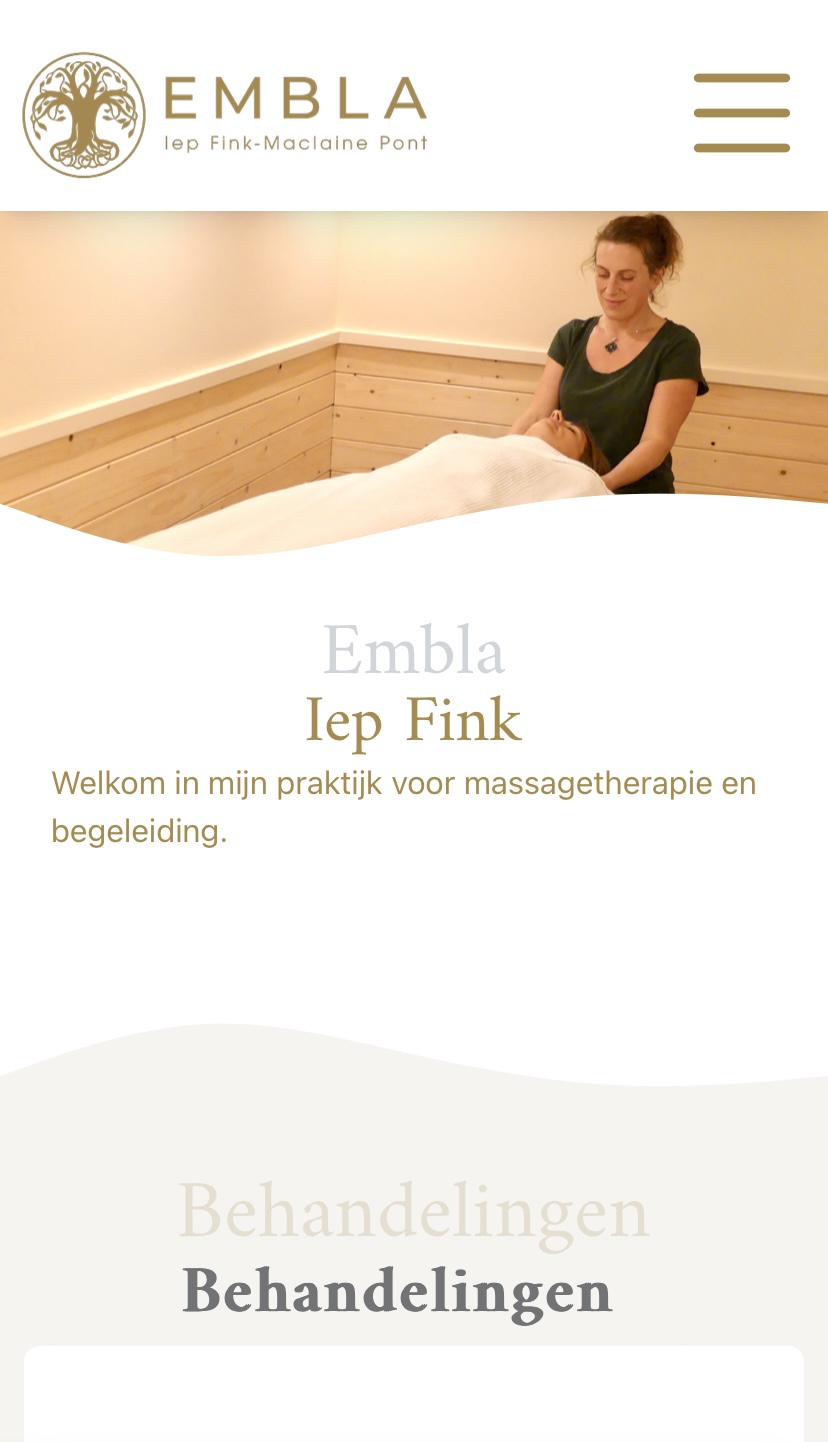 EMBLA
Iep Fink-Maclaine Pont
Embla
Iep Fink
Welkom in mijn praktijk voor massagetherapie en
begeleiding.
Behandelingen
Behandelingen